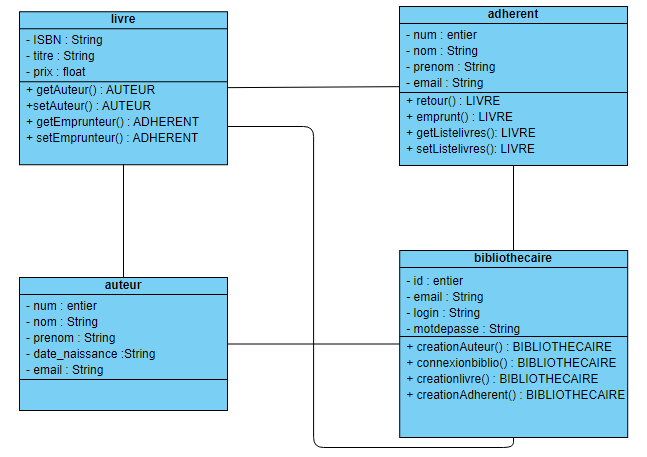 livre
- ISBN : String
- titre : String
- prix : float
+ getAuteur() : AUTEUR
+setAuteur() : AUTEUR
+ getEmprunteur() : ADHERENT
+ setEmprunteur() : ADHERENT
adherent
- num : entier
- nom : String
- prenom : String
- email : String
+ retour() : LIVRE
+ emprunt() : LIVRE
+ getListelivres(): LIVRE
+ setListelivres(): LIVRE
auteur
- num : entier
- nom : String
- prenom : String
- date_naissance :String
- email : String
bibliothecaire
- id : entier
- email : String
- login : String
- motdepasse : String
+ creationAuteur() : BIBLIOTHECAIRE
+ connexionbiblio() : BIBLIOTHECAIRE
+ creationlivre() : BIBLIOTHECAIRE
+ creationAdherent() : BIBLIOTHECAIRE